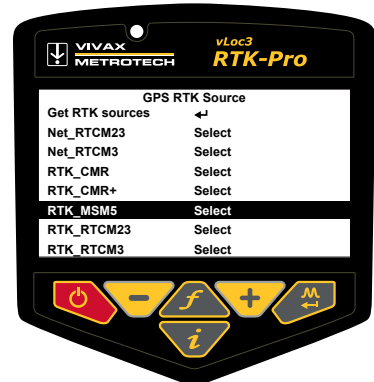 VIVAX
METROTECH
vLoc3
RTK-Pro
GPS RTK Source
Get RTK sources ↵
Net_RTCM23 Select
Net_RTCM3 Select
RTK_CMR Select
RTK_CMR+ Select
RTK_MSM5 Select
RTK_RTCM23 Select
RTK_RTCM3 Select
− f +
i